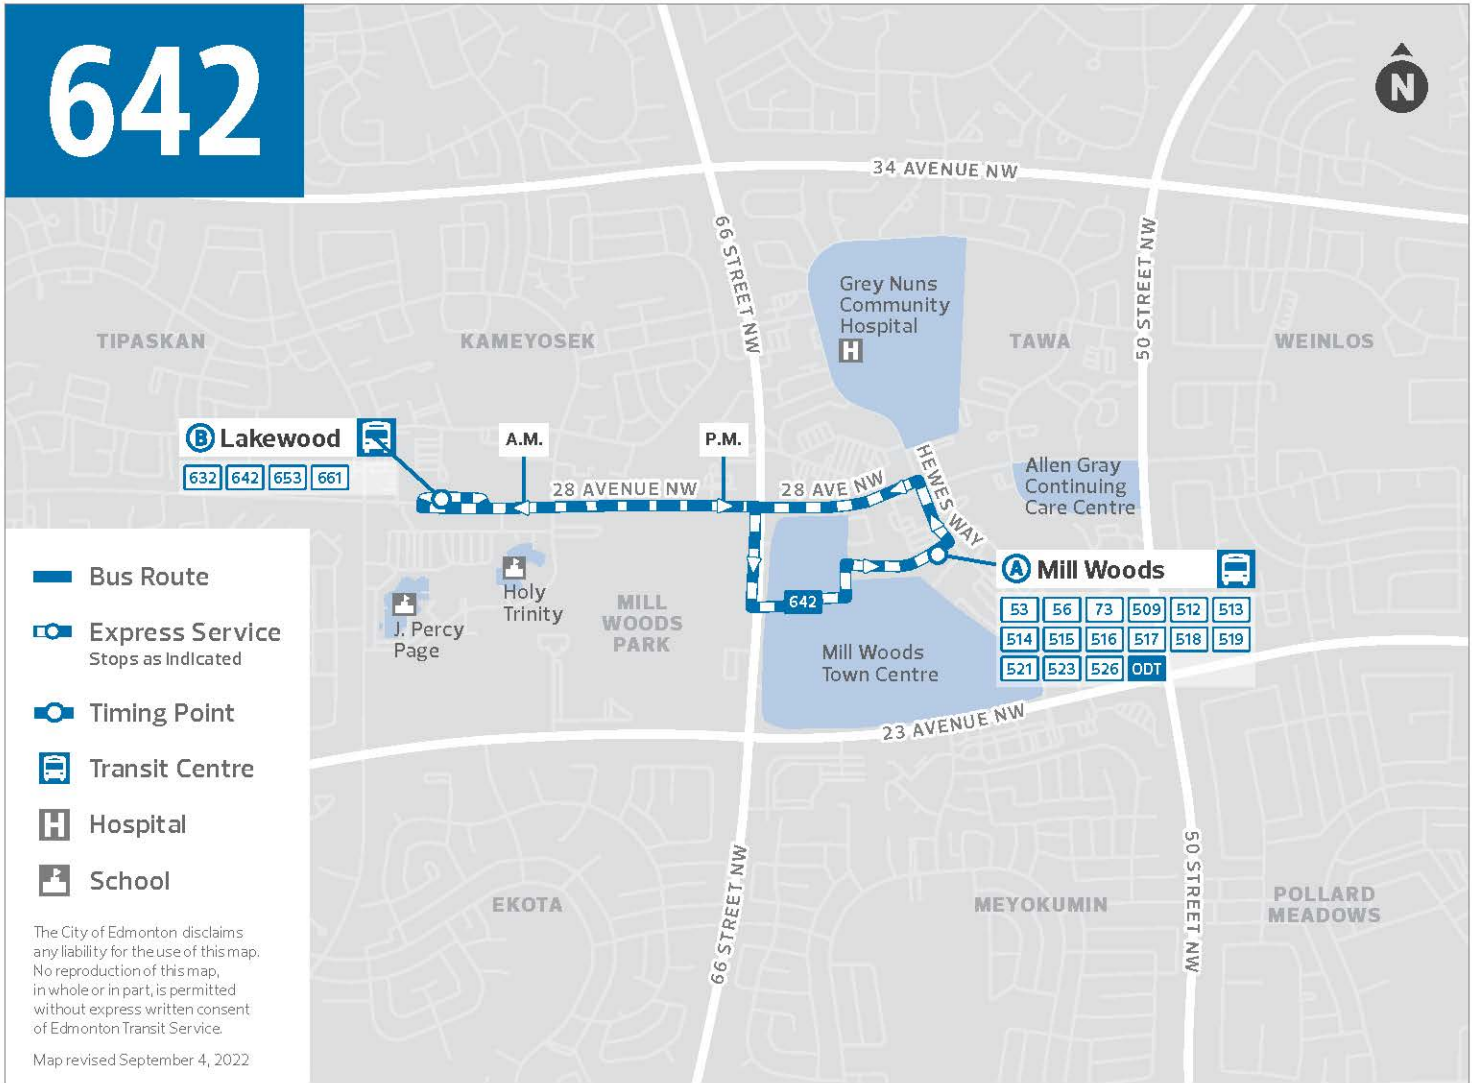 642
N
34 AVENUE NW
66 STREET NW
50 STREET NW
Grey Nuns
Community
Hospital
H
TIPASKAN
KAMEYOSEK
TAWA
WEINLOS
B Lakewood
632 642 653 661
A.M.
P.M.
28 AVENUE NW
28 AVE NW
HEWES WAY
Allen Gray
Continuing
Care Centre
A Mill Woods
53 56 73 509 512 513
514 515 516 517 518 519
521 523 526 ODT
642
Holy
Trinity
J. Percy
Page
MILL
WOODS
PARK
Mill Woods
Town Centre
23 AVENUE NW
Bus Route
Express Service
Stops as Indicated
Timing Point
Transit Centre
H Hospital
School
EKOTA
66 STREET NW
MEYOKUMIN
50 STREET NW
POLLARD
MEADOWS
The City of Edmonton disclaims
any liability for the use of this map.
No reproduction of this map,
in whole or in part, is permitted
without express written consent
of Edmonton Transit Service.
Map revised September 4, 2022